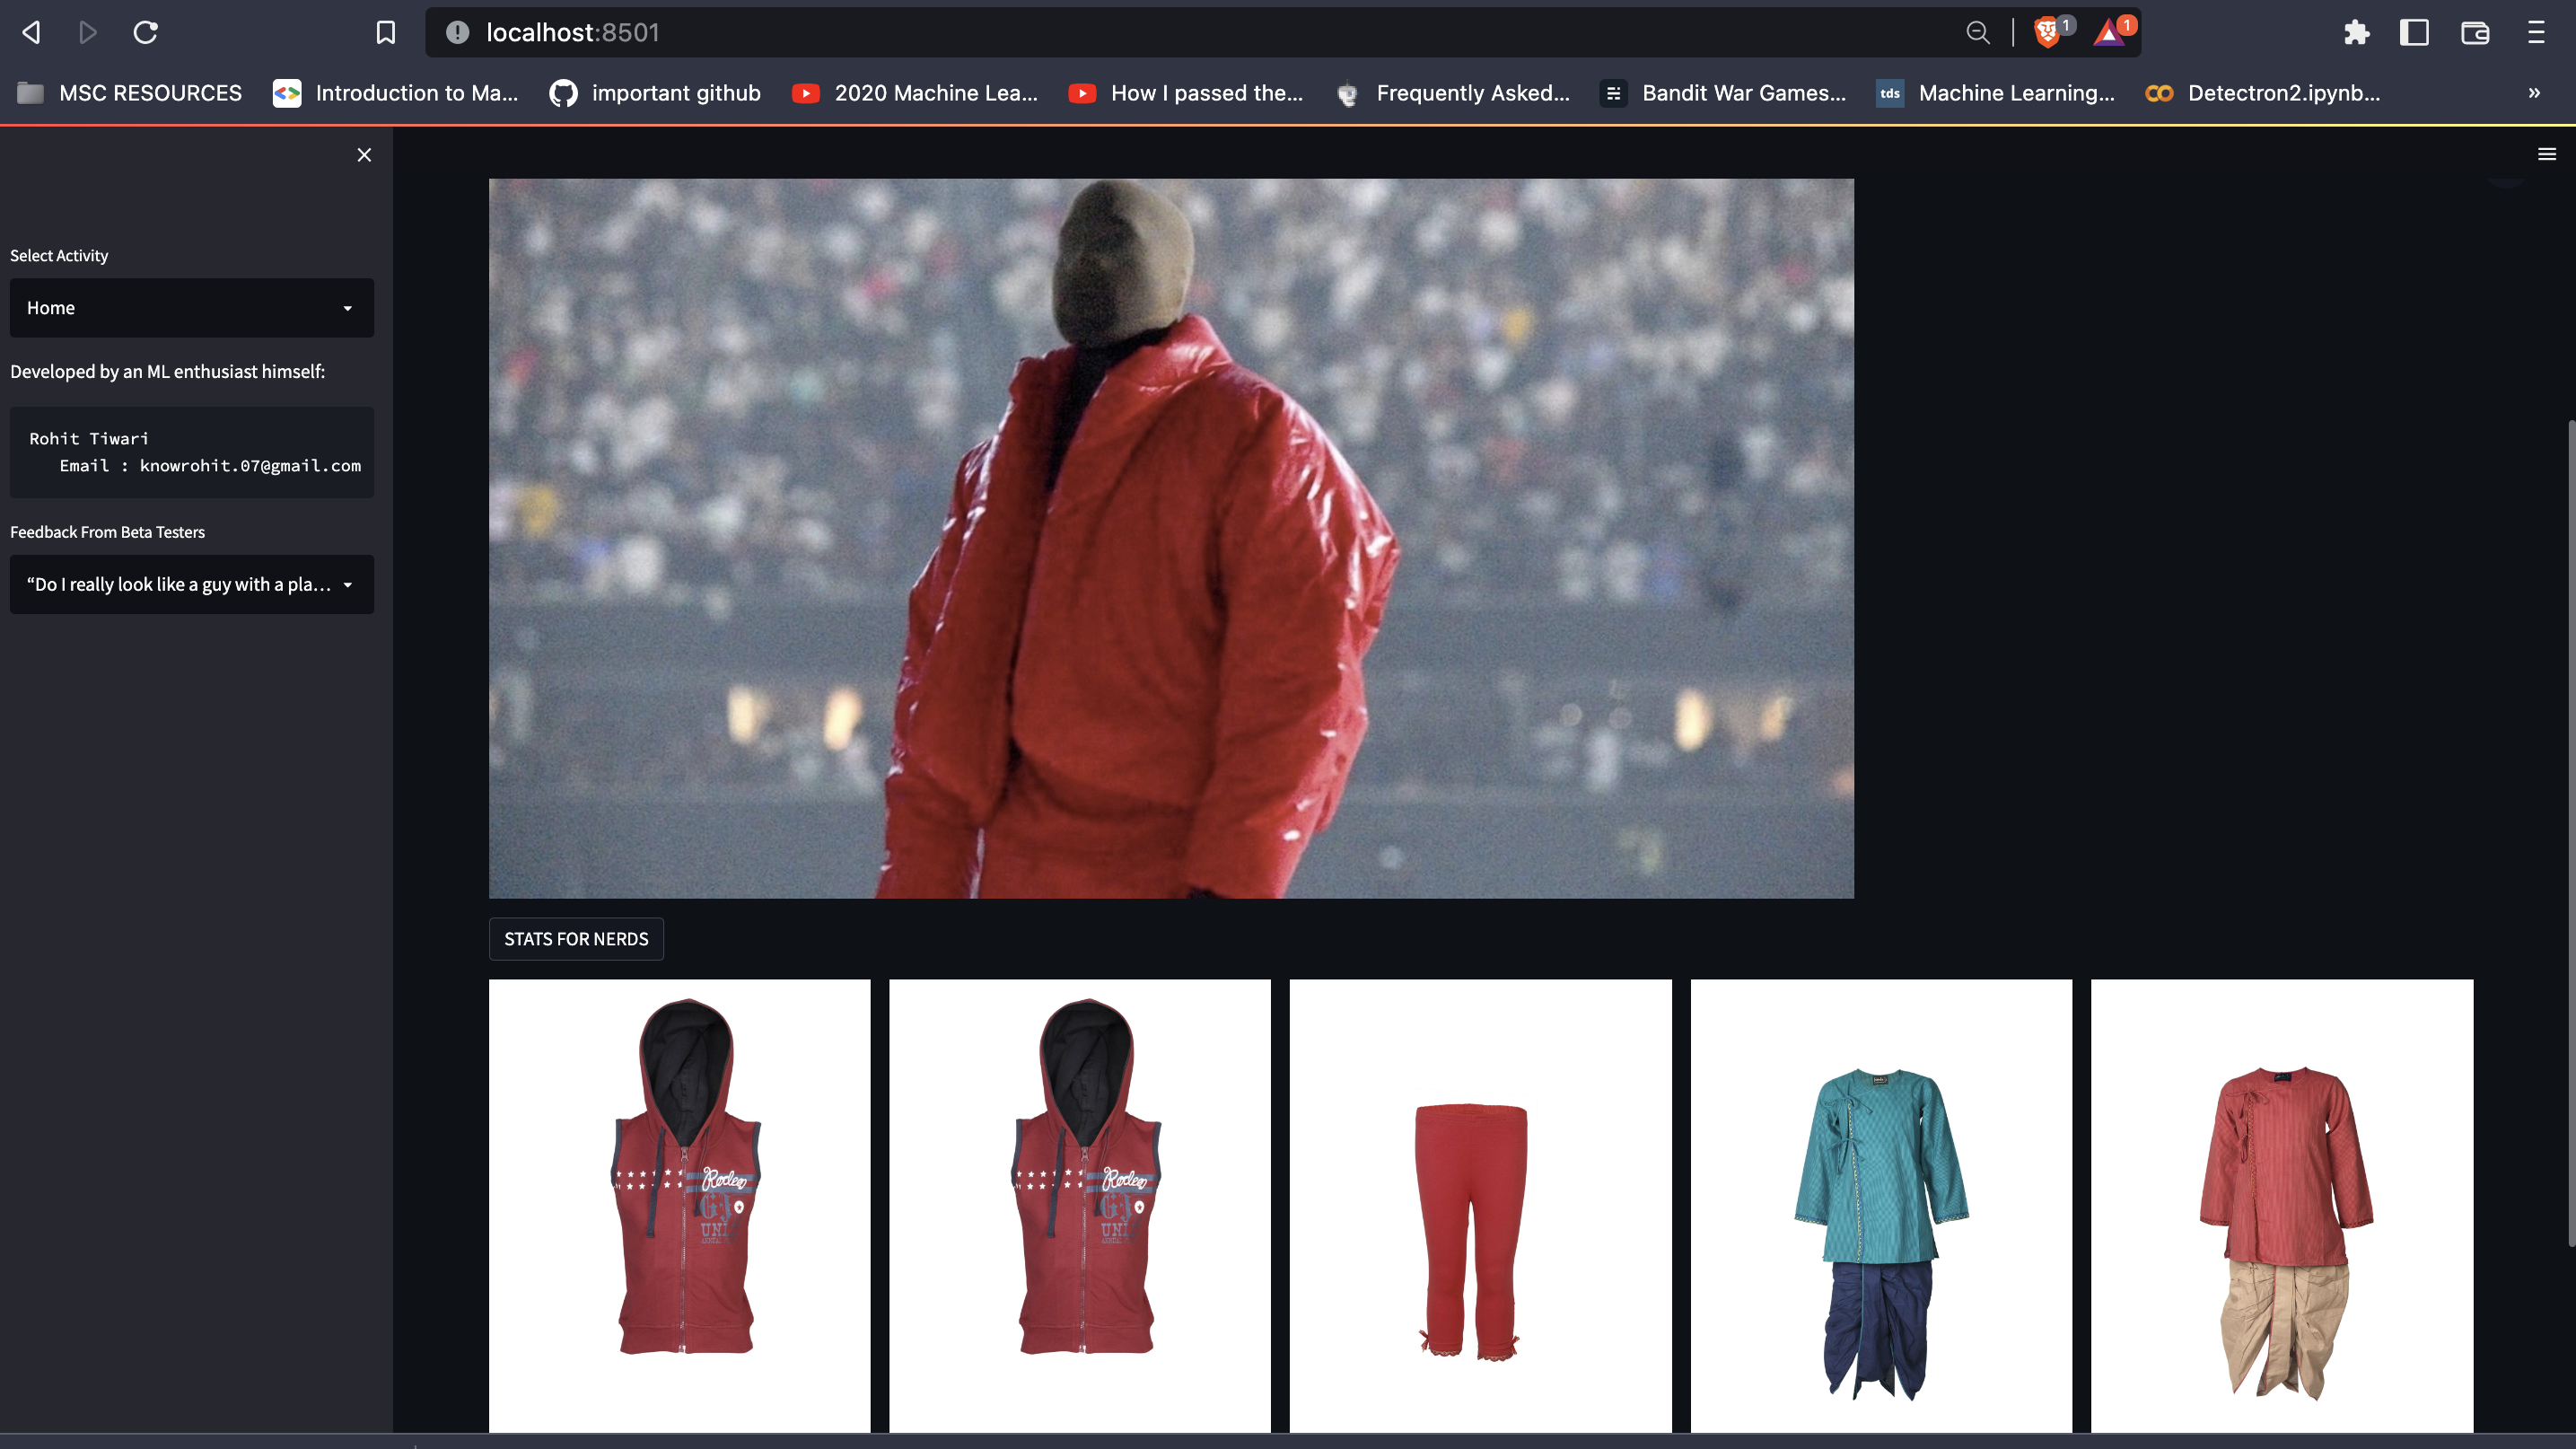 localhost:8501
1
1
MSC RESOURCES
Introduction to Ma...
important github
2020 Machine Lea...
How I passed the...
Frequently Asked...
Bandit War Games...
tds
Machine Learning...
Detectron2.ipynb...
»
Select Activity
Home
Developed by an ML enthusiast himself:
Rohit Tiwari
Email : knowrohit.07@gmail.com
Feedback From Beta Testers
“Do I really look like a guy with a pla...
STATS FOR NERDS
Rodeo
UNI
Rodeo
UNI